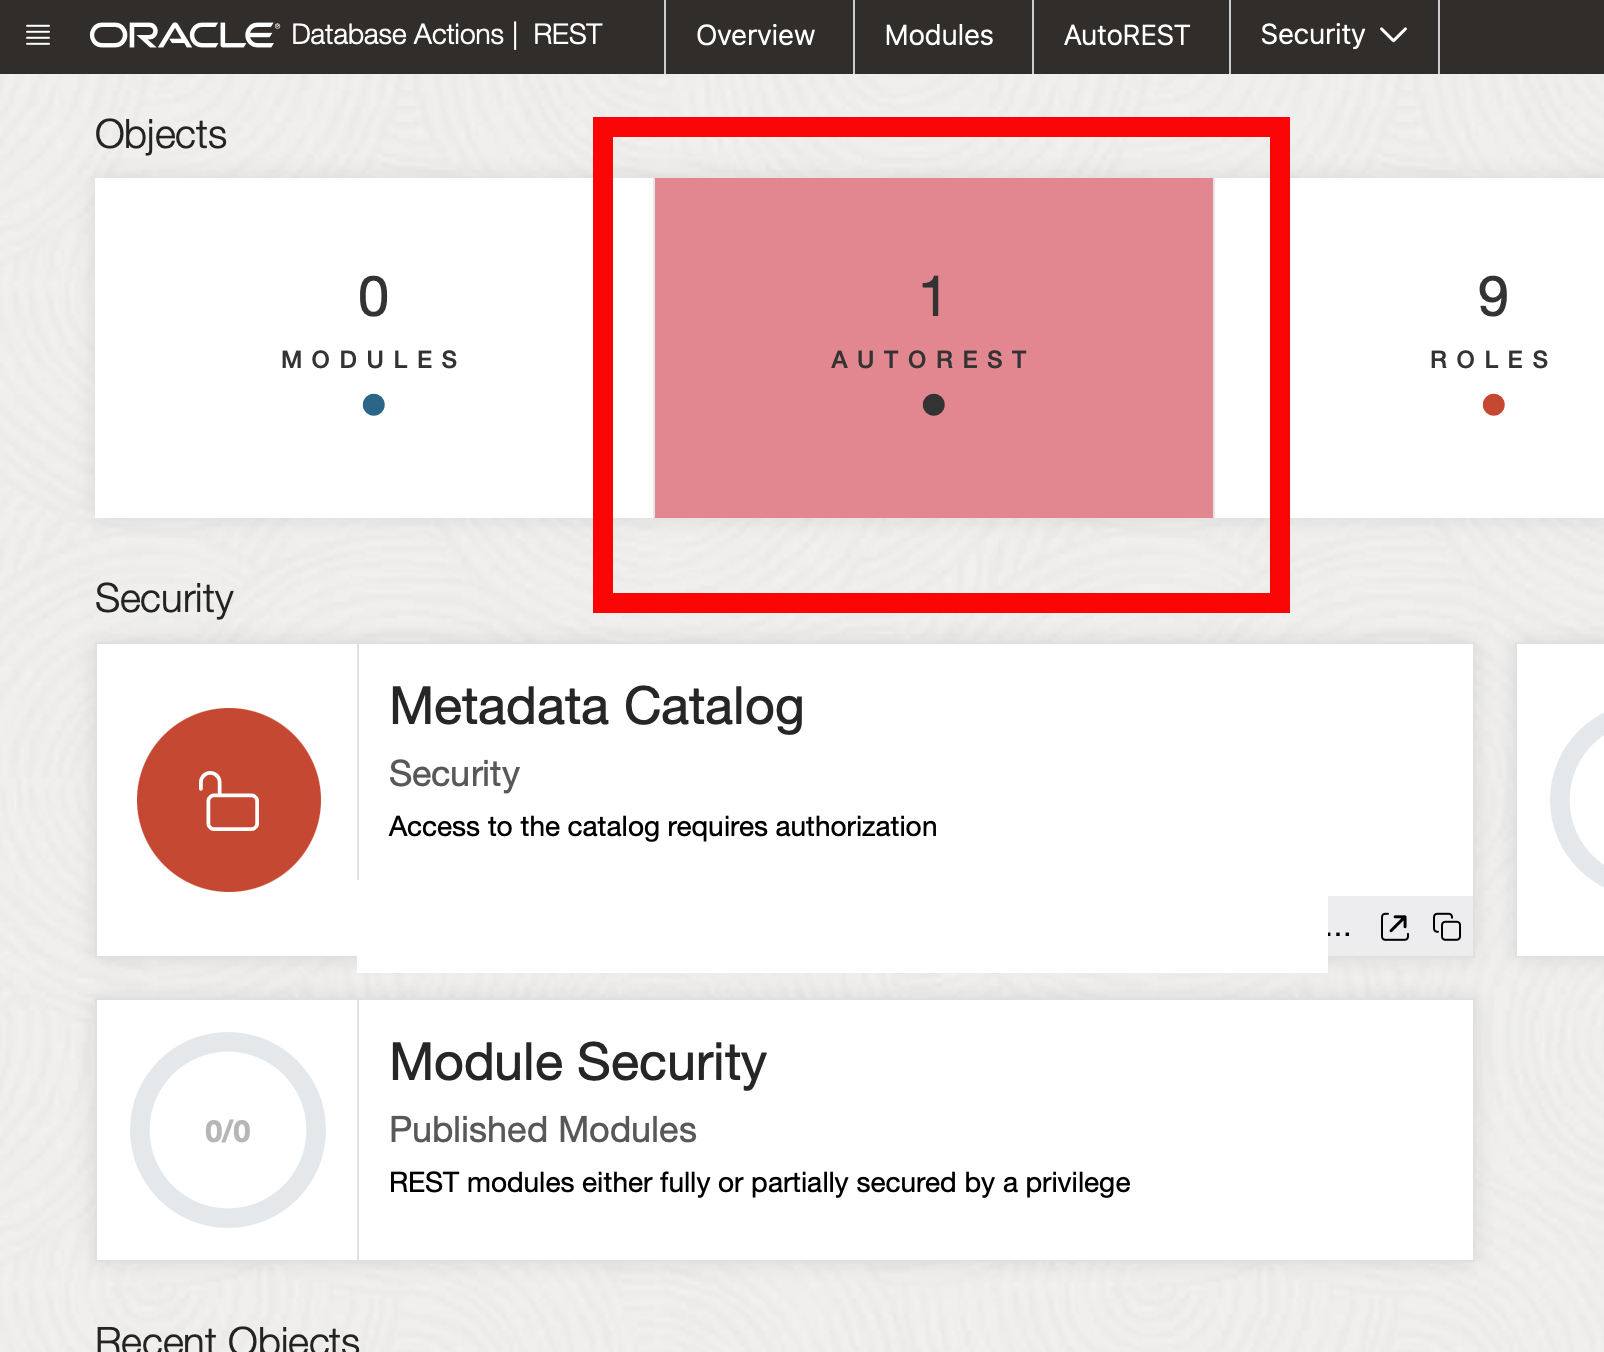 ORACLE® Database Actions | REST
Overview
Modules
AutoREST
Security
Objects
0
MODULES
1
AUTOREST
9
ROLES
Security
Metadata Catalog
Security
Access to the catalog requires authorization
...
0/0
Module Security
Published Modules
REST modules either fully or partially secured by a privilege
Recent Objects